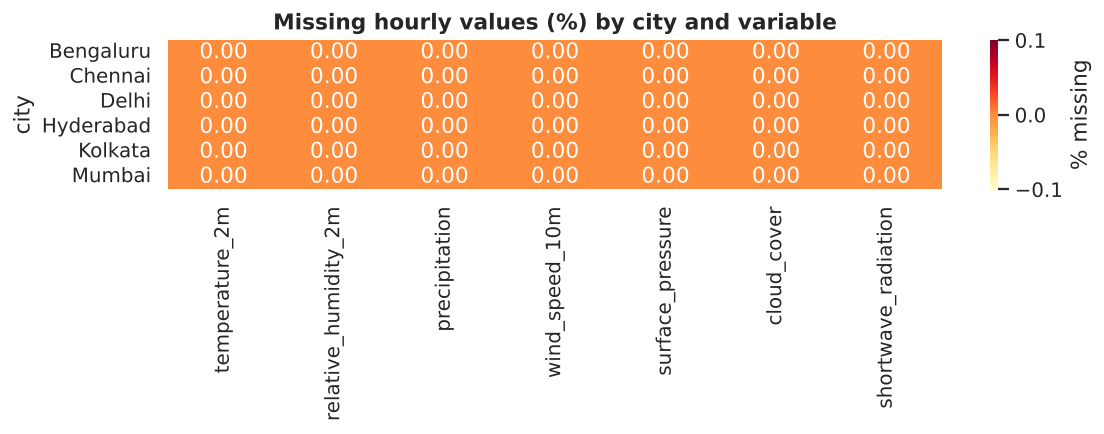 Missing hourly values (%) by city and variable
city
Bengaluru 0.00 0.00 0.00 0.00 0.00 0.00 0.00
Chennai 0.00 0.00 0.00 0.00 0.00 0.00 0.00
Delhi 0.00 0.00 0.00 0.00 0.00 0.00 0.00
Hyderabad 0.00 0.00 0.00 0.00 0.00 0.00 0.00
Kolkata 0.00 0.00 0.00 0.00 0.00 0.00 0.00
Mumbai 0.00 0.00 0.00 0.00 0.00 0.00 0.00
temperature_2m
relative_humidity_2m
precipitation
wind_speed_10m
surface_pressure
cloud_cover
shortwave_radiation
0.1
0.0
−0.1
% missing